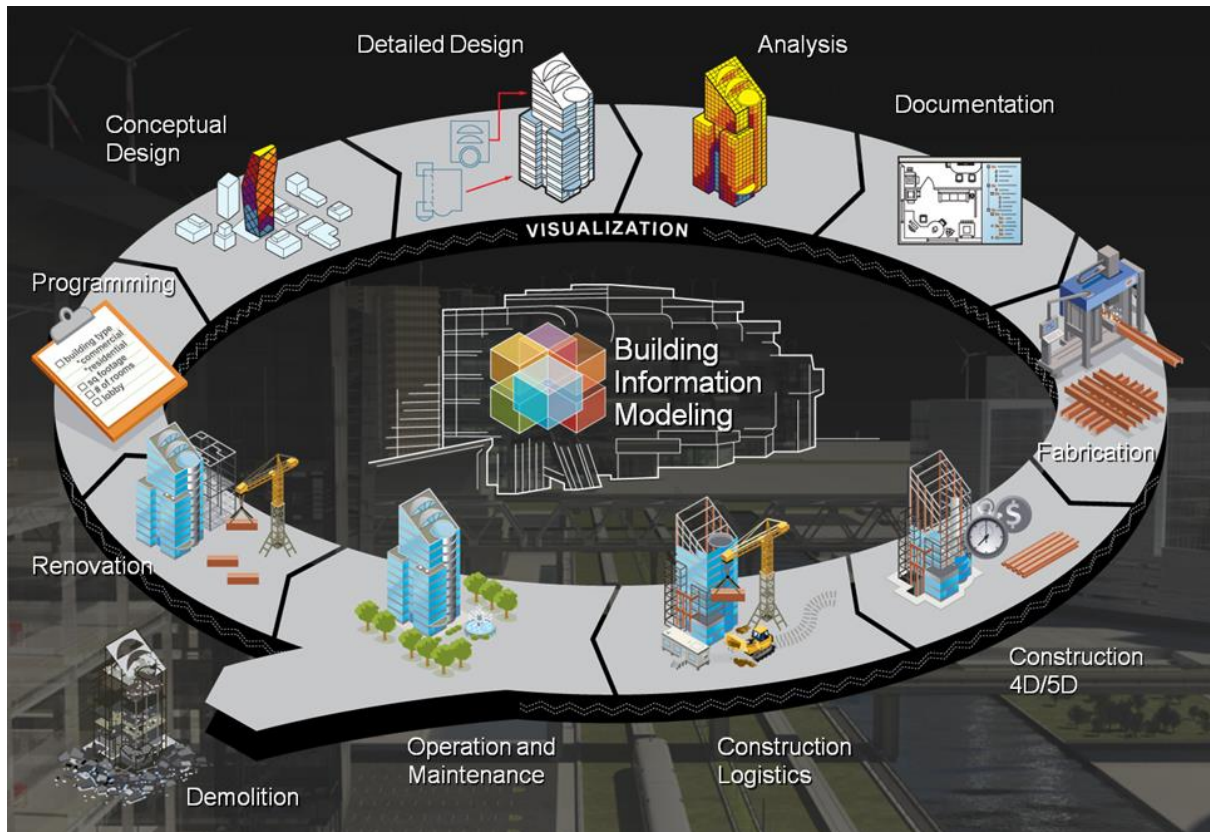 Detailed Design
Analysis
Documentation
Conceptual
Design
VISUALIZATION
Programming
building type
*commercial
*residential
sq footage
# of rooms
lobby
Building
Information
Modeling
Fabrication
$
Renovation
Construction
4D/5D
Operation and
Maintenance
Construction
Logistics
Demolition